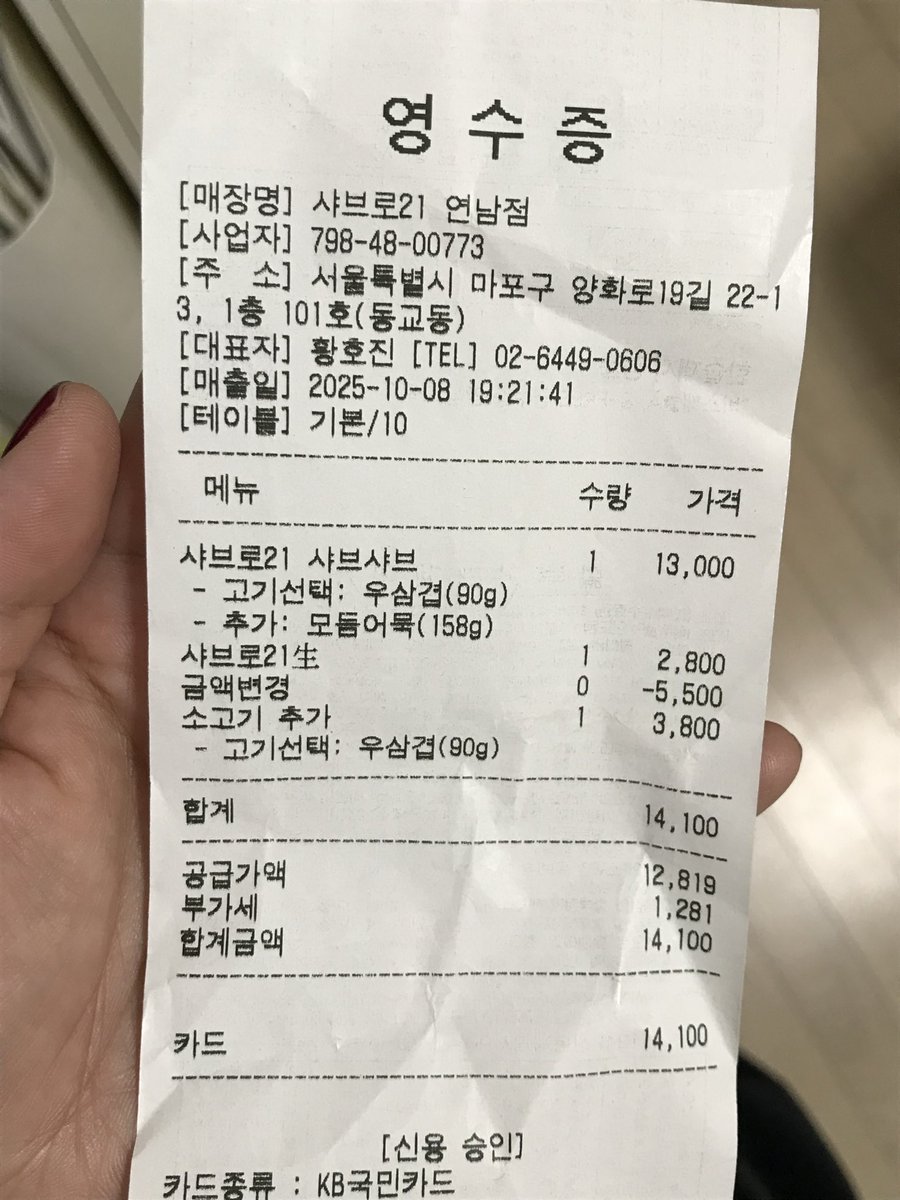 영수증
[매장명] 샤브로21 연남점
[사업자] 798-48-00773
[주 소] 서울특별시 마포구 양화로19길 22-1
3, 1층 101호(동교동)
[대표자] 황호진 [TEL] 02-6449-0606
[매출일] 2025-10-08 19:21:41
[테이블] 기본/10
메뉴 수량 가격
샤브로21 샤브샤브 1 13,000
- 고기선택: 우삼겹(90g)
- 추가: 모듬어묵(158g)
샤브로21生 1 2,800
금액변경 0 -5,500
소고기 추가 1 3,800
- 고기선택: 우삼겹(90g)
합계 14,100
공급가액 12,819
부가세 1,281
합계금액 14,100
카드 14,100
[신용 승인]
카드종류 : KB국민카드